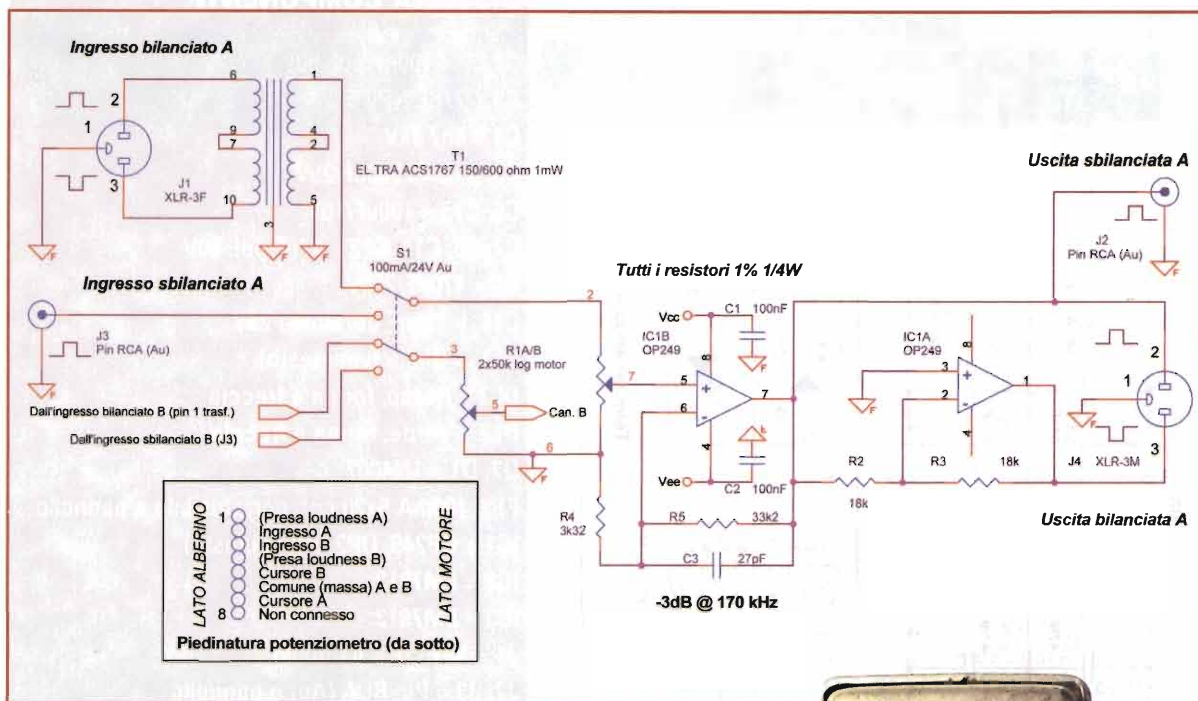 Ingresso bilanciato A
6
1
2
1
9
7
4
2
3
J1
XLR-3F
10
5
3
F
F
F
T1
EL.TRA ACS1767 150/600 ohm 1mW
S1
100mA/24V Au
Ingresso sbilanciato A
J3
Pin RCA (Au)
F
Dall'ingresso bilanciato B (pin 1 trasf.)
Dall'ingresso sbilanciato B (J3)
3
R1A/B
2x50k log motor
5
Can. B
6
F
2
7
Tutti i resistori 1% 1/4W
Vcc
C1
100nF
F
IC1B
OP249
8
5
6
7
4
Vee
C2
100nF
R4
3k32
R5
33k2
C3
27pF
-3dB @ 170 kHz
IC1A
OP249
8
3
2
1
4
F
R2
18k
R3
18k
Uscita sbilanciata A
J2
Pin RCA (Au)
F
2
1
F
3
J4
XLR-3M
Uscita bilanciata A
LATO ALBERINO
1
(Presa loudness A)
Ingresso A
Ingresso B
(Presa loudness B)
Cursore B
Comune (massa) A e B
Cursore A
8
Non connesso
LATO MOTORE
Piedinatura potenziometro (da sotto)